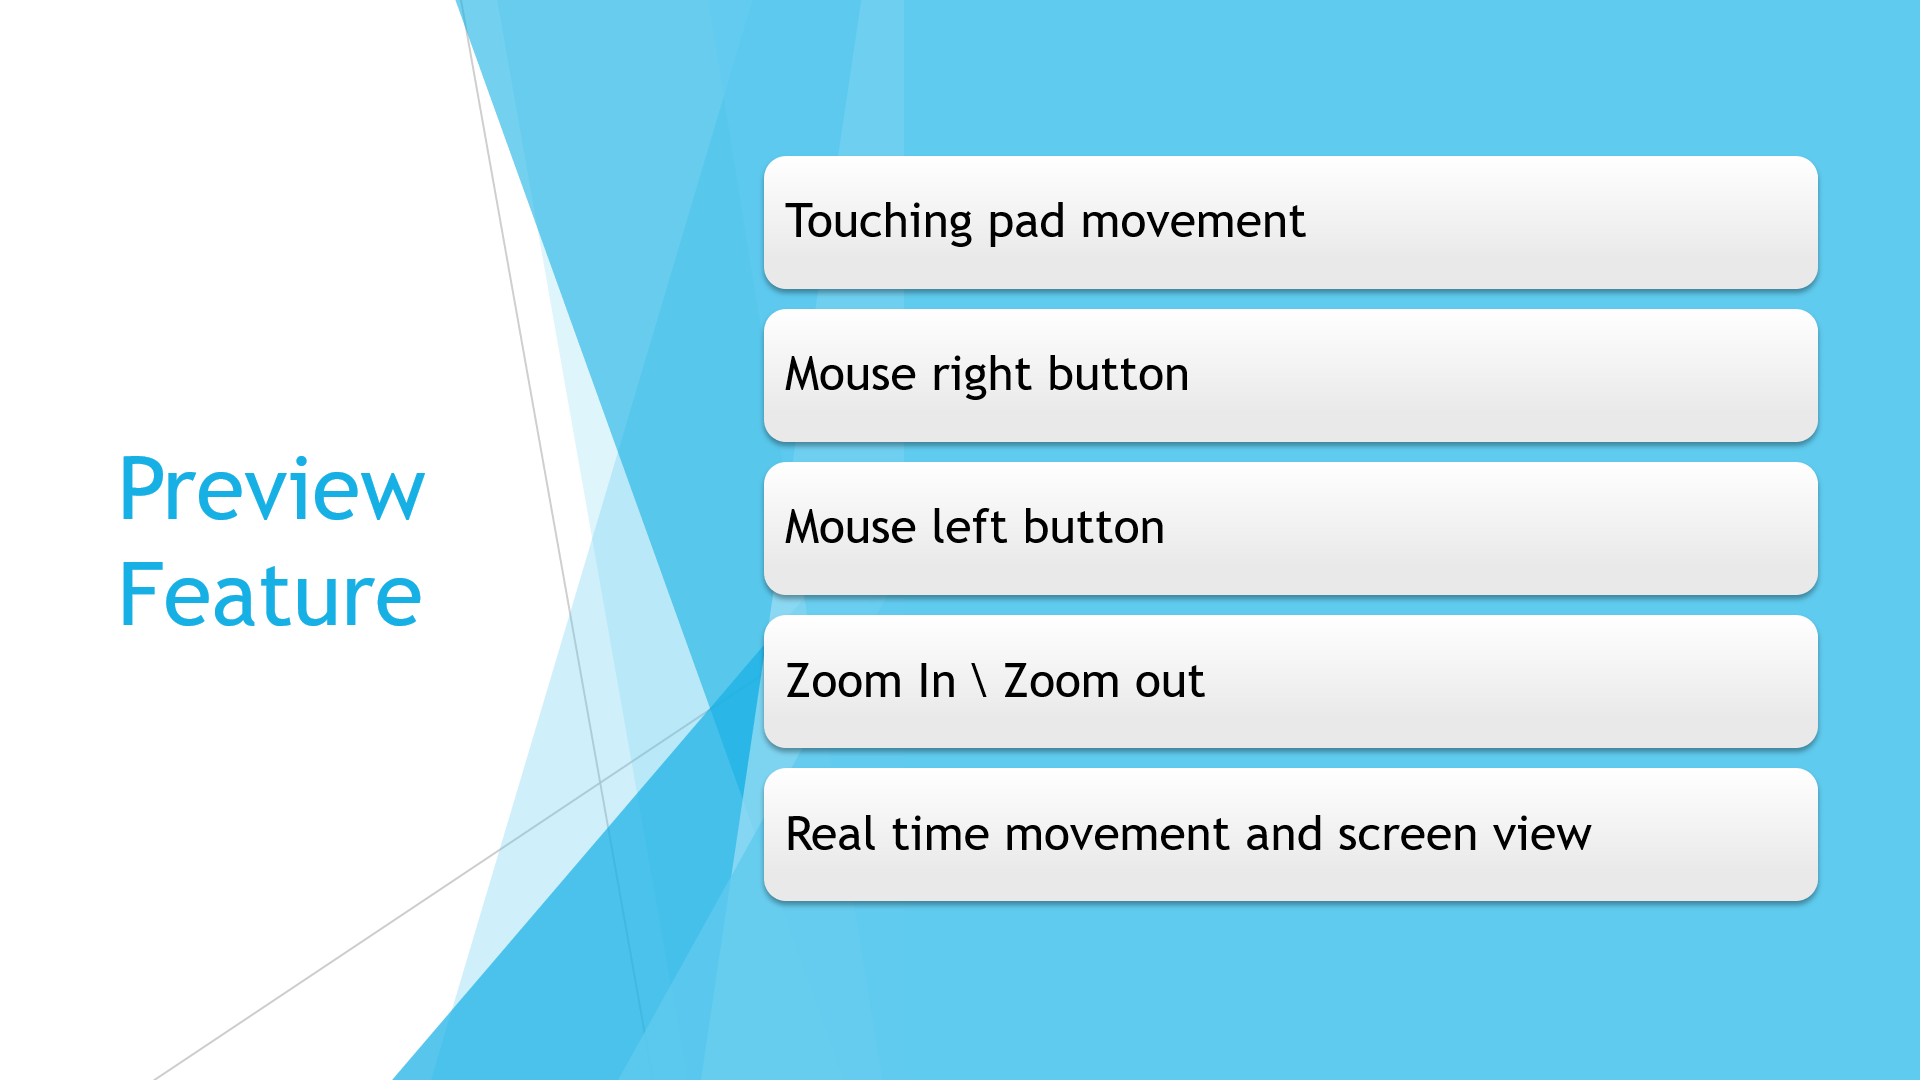 Preview
Feature
Touching pad movement
Mouse right button
Mouse left button
Zoom In \ Zoom out
Real time movement and screen view